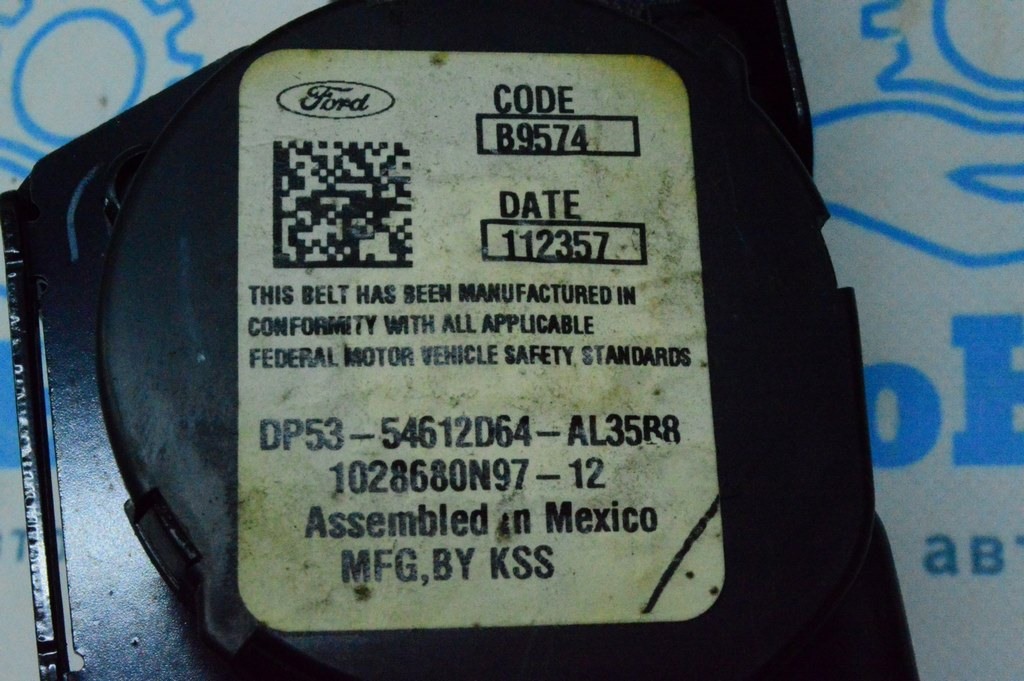 Ford
CODE
B9574
DATE
112357
THIS BELT HAS BEEN MANUFACTURED IN
CONFORMITY WITH ALL APPLICABLE
FEDERAL MOTOR VEHICLE SAFETY STANDARDS
DP53-54612D64-AL35B8
1028680N97-12
Assembled in Mexico
MFG,BY KSS